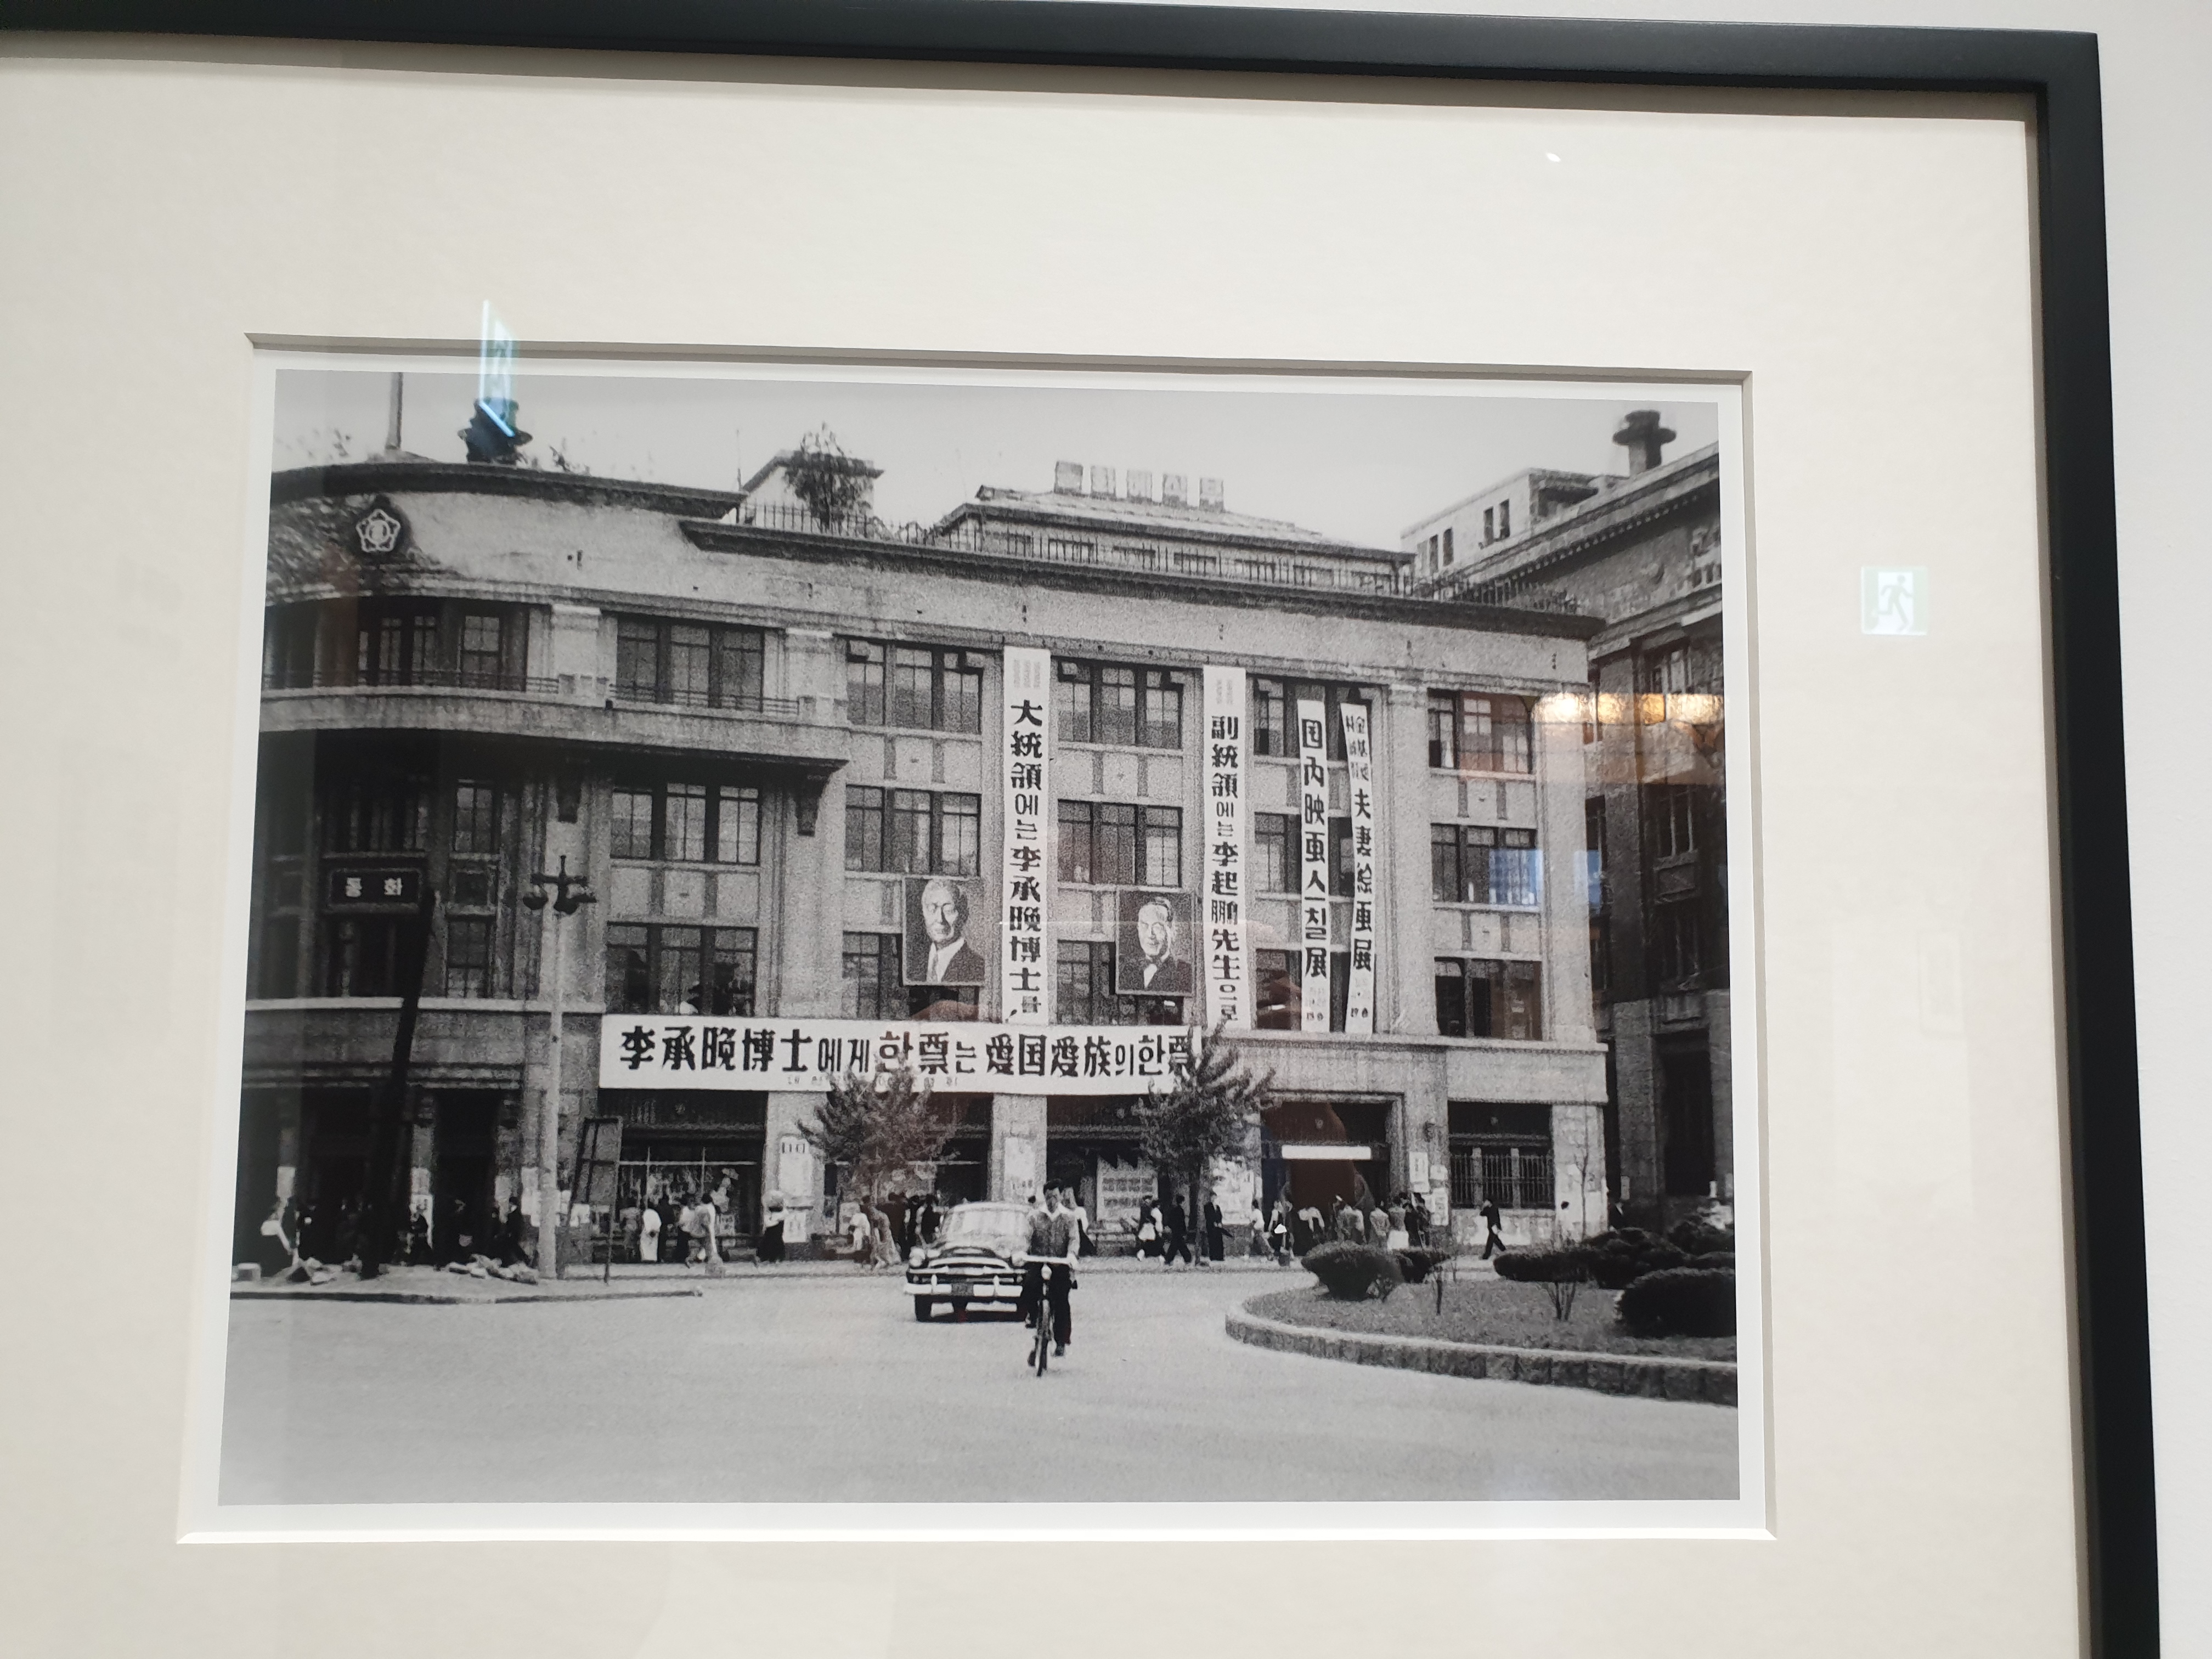 동화
大統領에는 李承晩博士를
副統領에는 李起鵬先生으로
国内映画人一칠展
夫妻絵画展
李承晩博士에게 한票는 愛国愛族의 한票